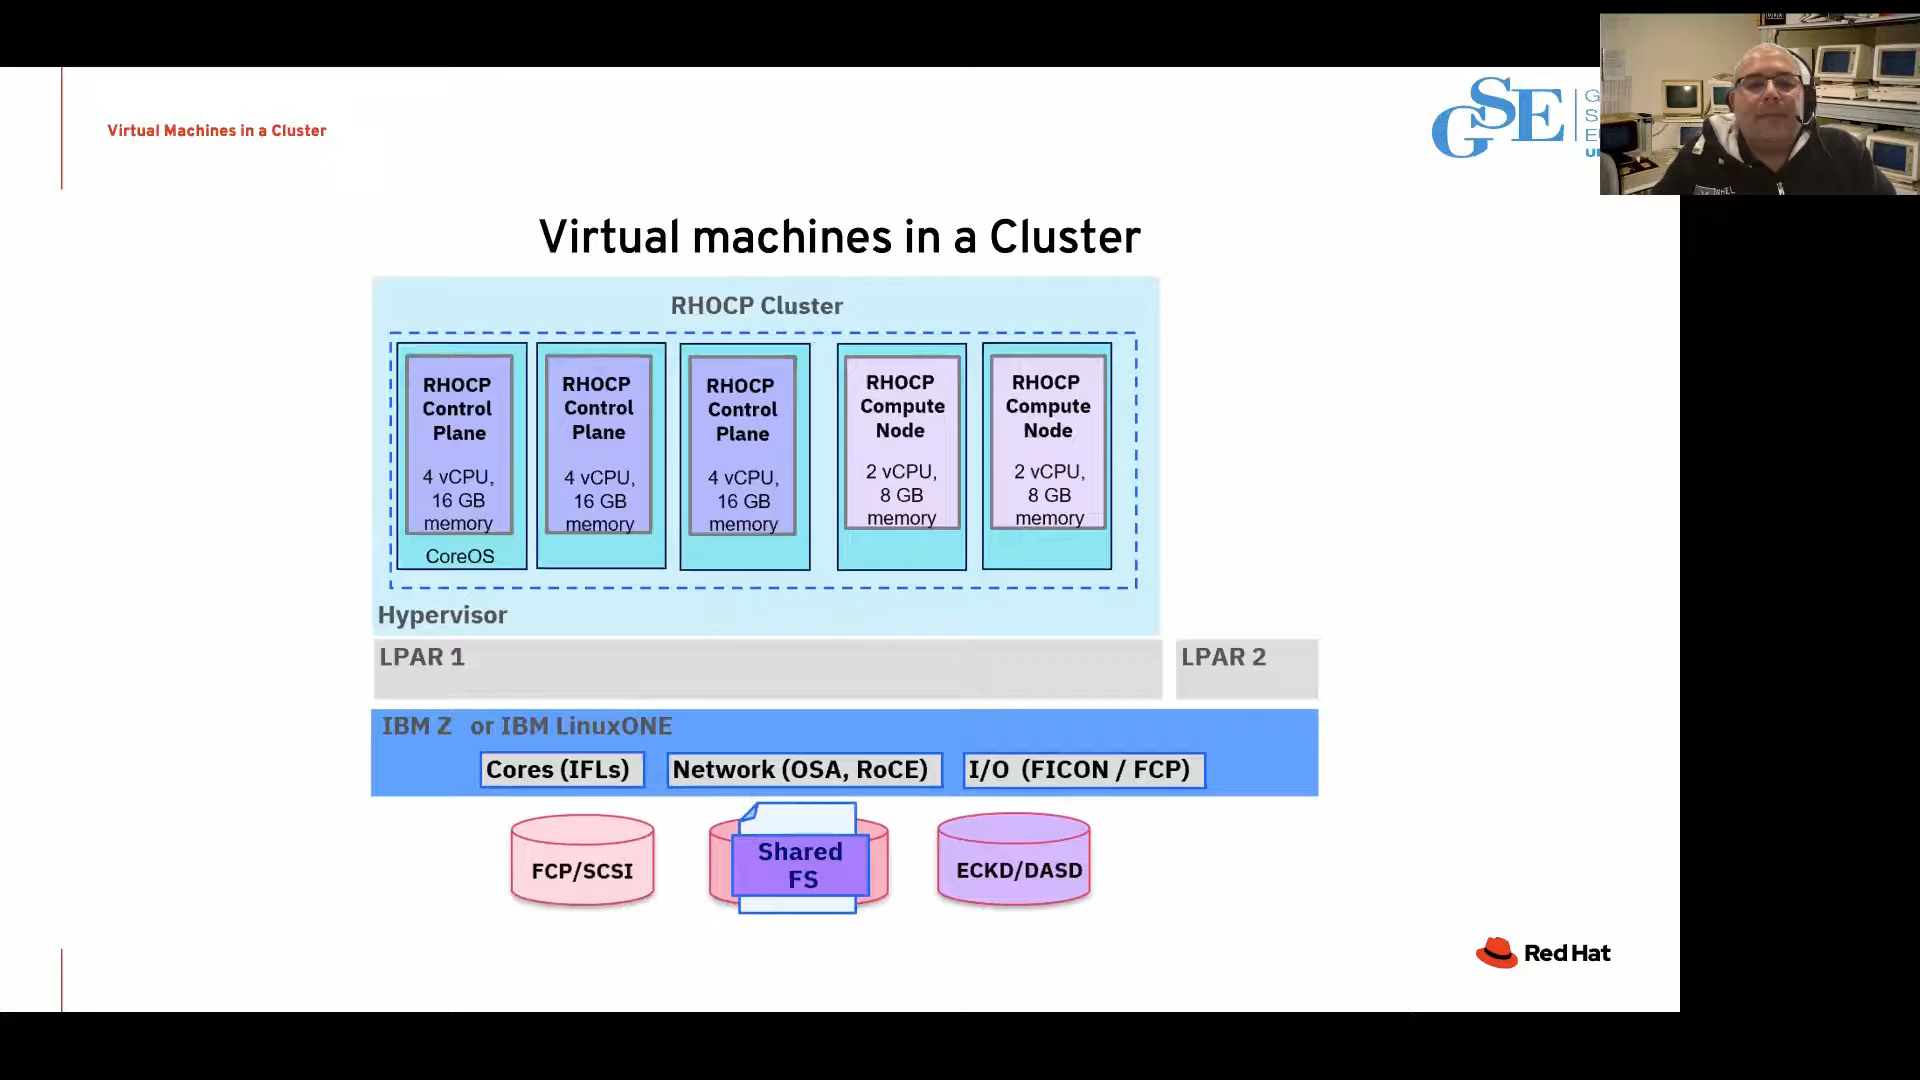 Virtual Machines in a Cluster
GSE
G
S
E
UI
RHEL
Virtual machines in a Cluster
RHOCP Cluster
RHOCP
Control
Plane
4 vCPU,
16 GB
memory
CoreOS
RHOCP
Control
Plane
4 vCPU,
16 GB
memory
RHOCP
Control
Plane
4 vCPU,
16 GB
memory
RHOCP
Compute
Node
2 vCPU,
8 GB
memory
RHOCP
Compute
Node
2 vCPU,
8 GB
memory
Hypervisor
LPAR 1
LPAR 2
IBM Z or IBM LinuxONE
Cores (IFLs)
Network (OSA, RoCE)
I/O (FICON / FCP)
FCP/SCSI
Shared
FS
ECKD/DASD
Red Hat